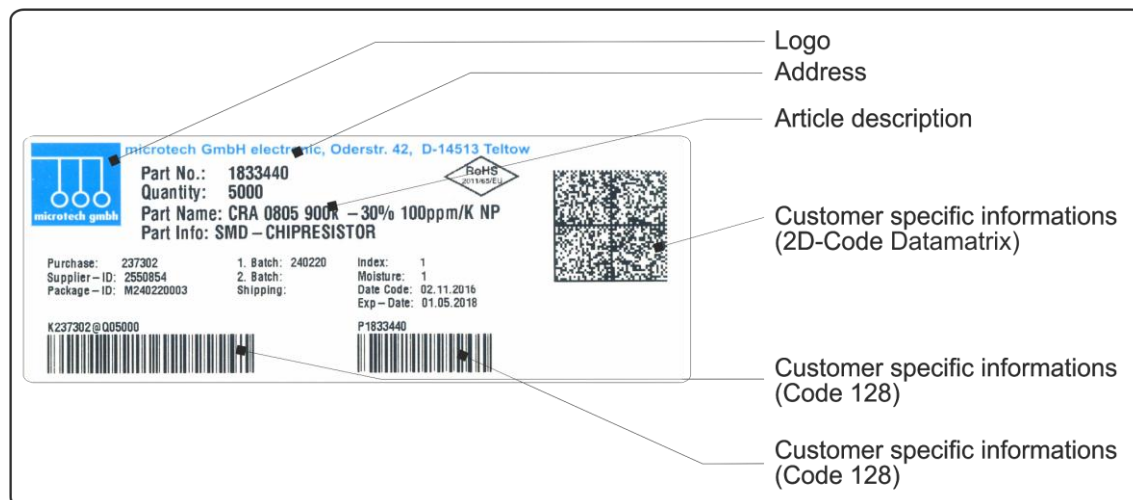 Logo
Address
Article description
microtech GmbH electronic, Oderstr. 42, D-14513 Teltow
microtech gmbh
Part No.: 1833440
Quantity: 5000
RoHS
2011/65/EU
Part Name: CRA 0805 900R –30% 100ppm/K NP
Part Info: SMD–CHIPRESISTOR
Customer specific informations
(2D-Code Datamatrix)
Purchase: 237302 1. Batch: 240220 Index: 1
Supplier–ID: 2550854 2. Batch: Moisture: 1
Package–ID: M240220003 Shipping: Date Code: 02.11.2016
Exp–Date: 01.05.2018
K237302@Q05000 P1833440
Customer specific informations
(Code 128)
Customer specific informations
(Code 128)